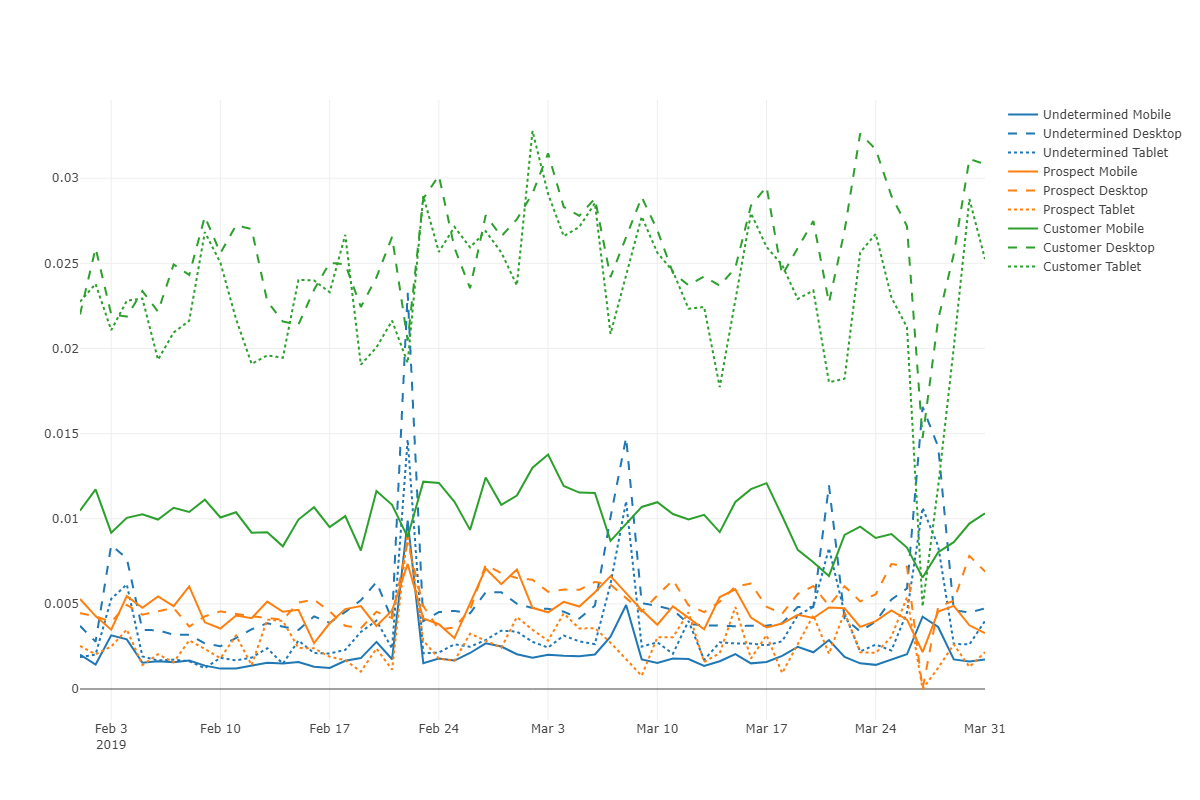 Undetermined Mobile
Undetermined Desktop
Undetermined Tablet
Prospect Mobile
Prospect Desktop
Prospect Tablet
Customer Mobile
Customer Desktop
Customer Tablet
0.03
0.025
0.02
0.015
0.01
0.005
0
Feb 3 Feb 10 Feb 17 Feb 24 Mar 3 Mar 10 Mar 17 Mar 24 Mar 31
2019